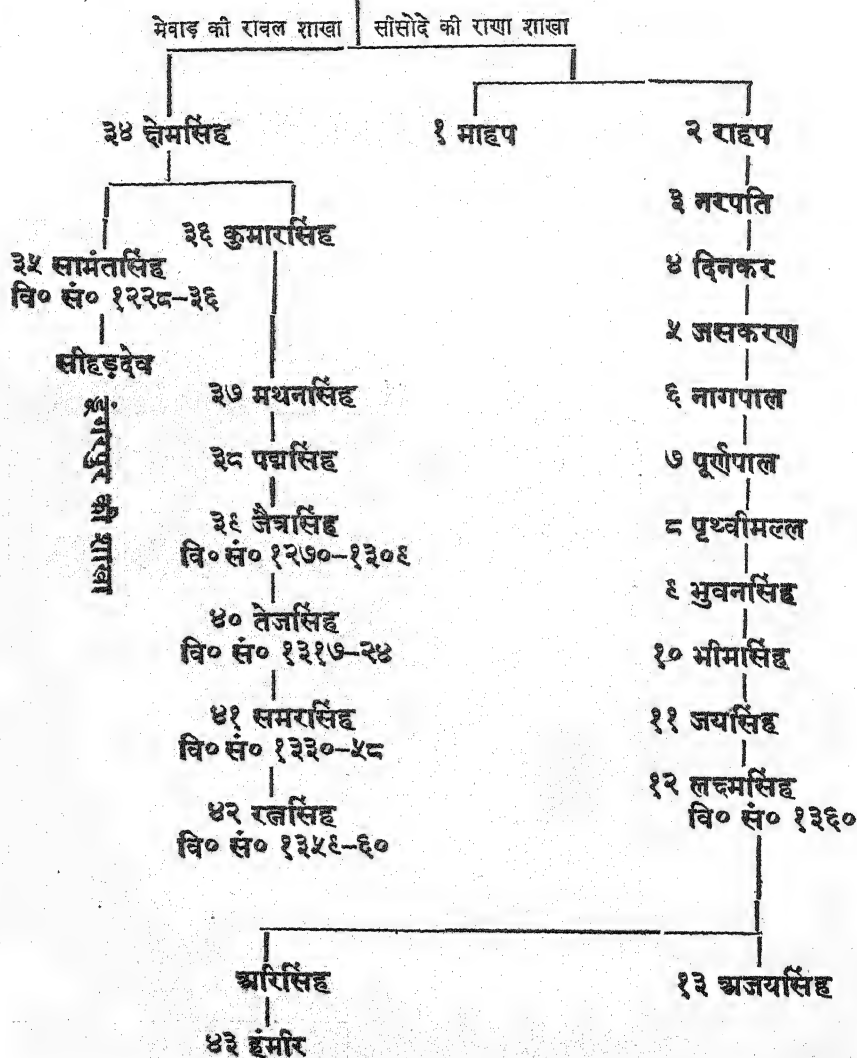 मेवाड़ की रावल शाखा | सीसोदे की राणा शाखा
३४ क्षेमसिंह
१ माहप
२ राहप
३ नरपति
३६ कुमारसिंह
३५ सामंतसिंह
वि० सं० १२२८-३६
४ दिनकर
५ जसकरण
सीहड़देव
डूंगरपुर की शाखा
३७ मथनसिंह
६ नागपाल
३८ पद्मसिंह
७ पूर्णपाल
३९ जैत्रसिंह
वि० सं० १२७०-१३०९
८ पृथ्वीमल्ल
९ भुवनसिंह
४० तेजसिंह
वि० सं० १३१७-२४
१० भीमसिंह
४१ समरसिंह
वि० सं० १३३०-५८
११ जयसिंह
१२ लक्ष्मसिंह
वि० सं० १३६०
४२ रत्नसिंह
वि० सं० १३५९-६०
अरिसिंह
१३ अजयसिंह
४३ हंमीर